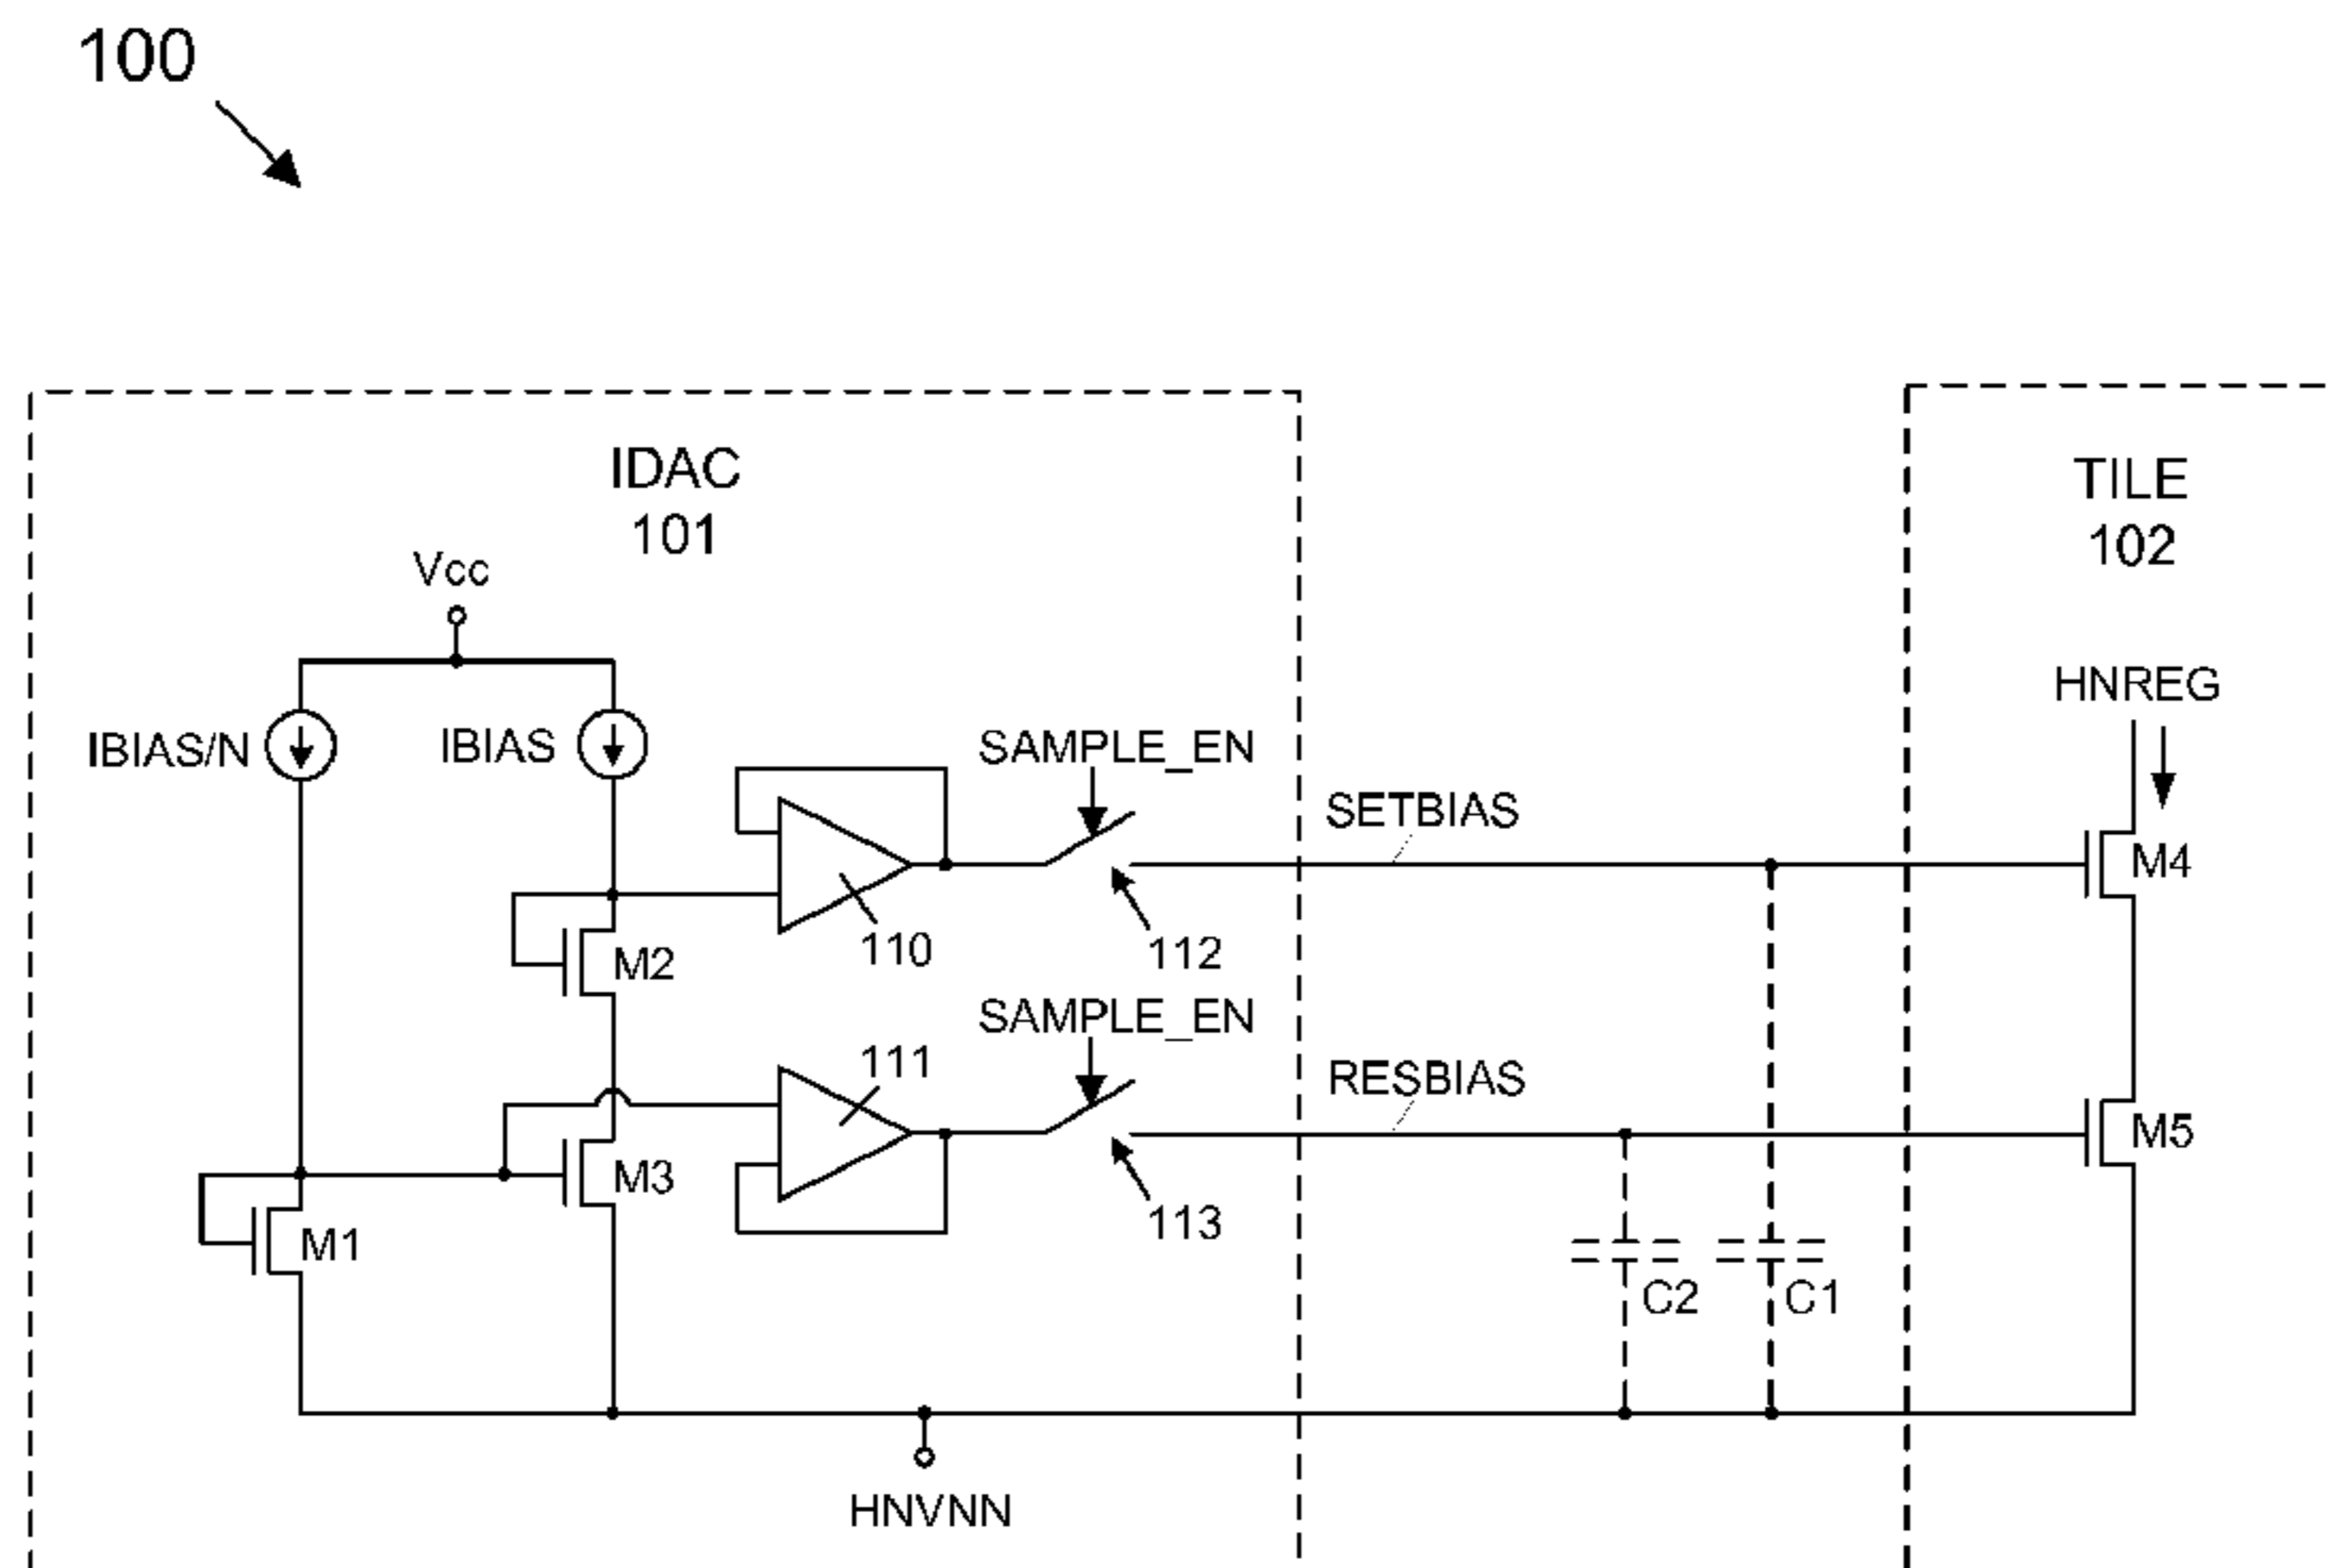 100
IDAC
101
TILE
102
Vcc
HNREG
IBIAS/N
IBIAS
SAMPLE_EN
SETBIAS
M4
110
112
M2
SAMPLE_EN
111
RESBIAS
M5
M3
113
M1
C2
C1
HNVNN